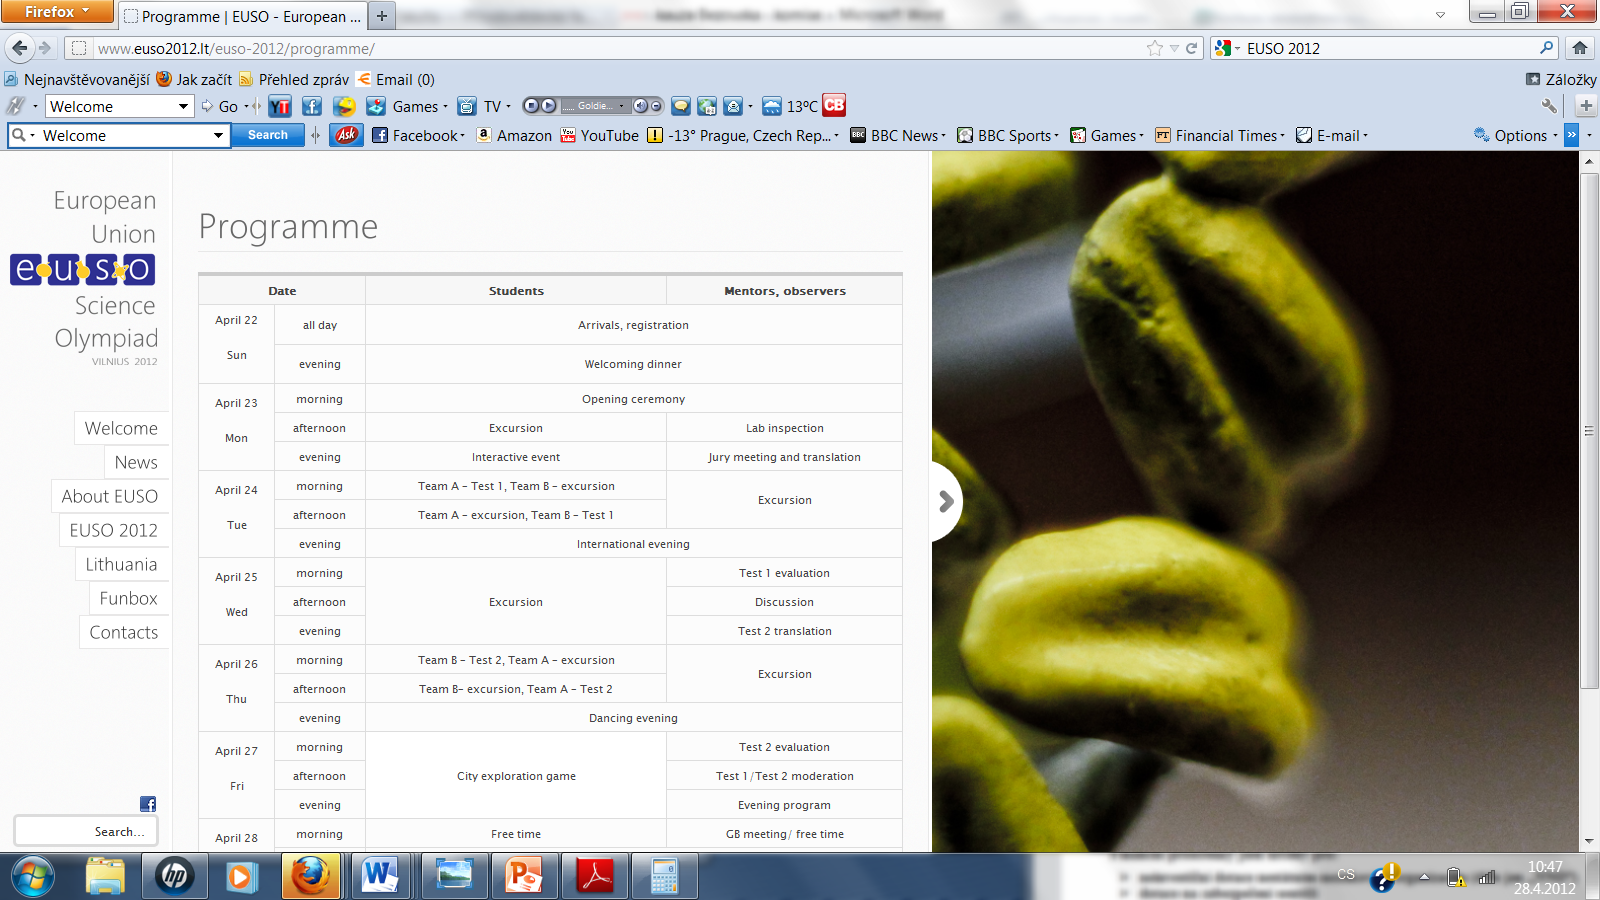 Firefox
Programme | EUSO - European ...
www.euso2012.lt/euso-2012/programme/
EUSO 2012
Nejnavštěvovanější Jak začít Přehled zpráv Email (0) Záložky
Welcome Go YT Games TV Goldie... 13°C CB
Welcome Search Ask Facebook Amazon YouTube -13° Prague, Czech Rep... BBC News BBC Sports Games Financial Times E-mail Options »
European
Union
euso
Science
Olympiad
VILNIUS 2012
Welcome
News
About EUSO
EUSO 2012
Lithuania
Funbox
Contacts
Search...
Programme
Date Students Mentors, observers
April 22 Sun
all day Arrivals, registration
evening Welcoming dinner
April 23 Mon
morning Opening ceremony
afternoon Excursion Lab inspection
evening Interactive event Jury meeting and translation
April 24 Tue
morning Team A – Test 1, Team B – excursion Excursion
afternoon Team A – excursion, Team B – Test 1
evening International evening
April 25 Wed
morning Excursion Test 1 evaluation
afternoon Discussion
evening Test 2 translation
April 26 Thu
morning Team B – Test 2, Team A – excursion Excursion
afternoon Team B– excursion, Team A – Test 2
evening Dancing evening
April 27 Fri
morning City exploration game Test 2 evaluation
afternoon Test 1/Test 2 moderation
evening Evening program
April 28
morning Free time GB meeting/ free time
CS
10:47
28.4.2012